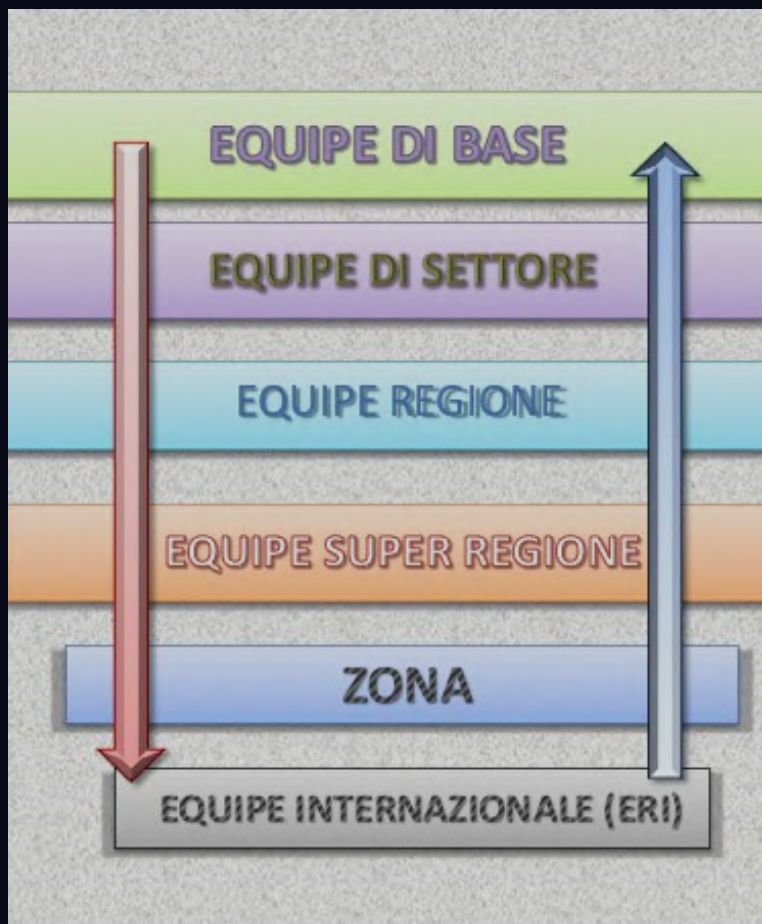 EQUIPE DI BASE
EQUIPE DI SETTORE
EQUIPE REGIONE
EQUIPE SUPER REGIONE
ZONA
EQUIPE INTERNAZIONALE (ERI)